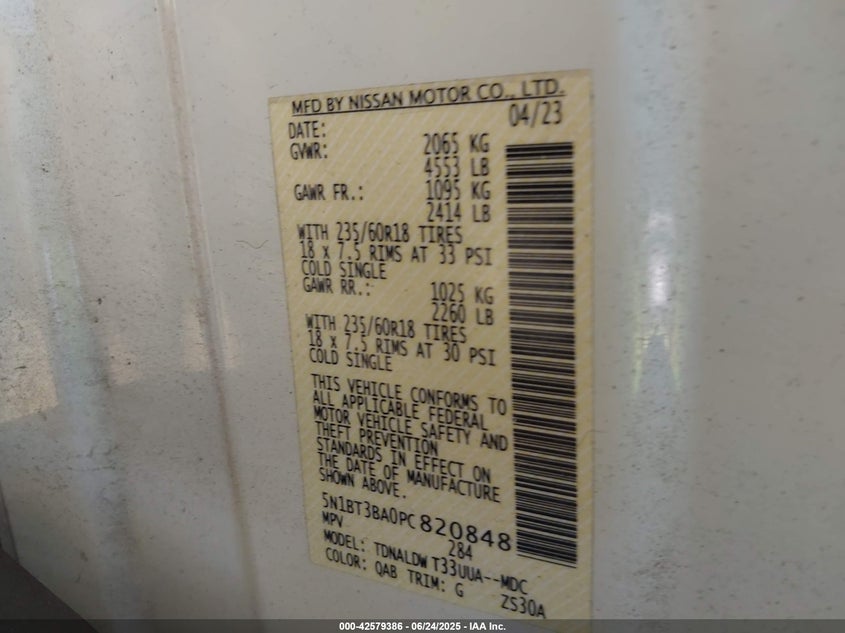 MFD BY NISSAN MOTOR CO., LTD.
DATE: 04/23
GVWR: 2065 KG
4553 LB
GAWR FR.: 1095 KG
2414 LB
WITH 235/60R18 TIRES
18 x 7.5 RIMS AT 33 PSI
COLD SINGLE
GAWR RR.: 1025 KG
2260 LB
WITH 235/60R18 TIRES
18 x 7.5 RIMS AT 30 PSI
COLD SINGLE
THIS VEHICLE CONFORMS TO
ALL APPLICABLE FEDERAL
MOTOR VEHICLE SAFETY AND
THEFT PREVENTION
STANDARDS IN EFFECT ON
THE DATE OF MANUFACTURE
SHOWN ABOVE.
5N1BT3BA0PC820848
MPV 284
MODEL: TDNALDW T33UUA--MDC
COLOR: QAB TRIM: G ZS30A
000-42579386 - 06/24/2025 - IAA Inc.